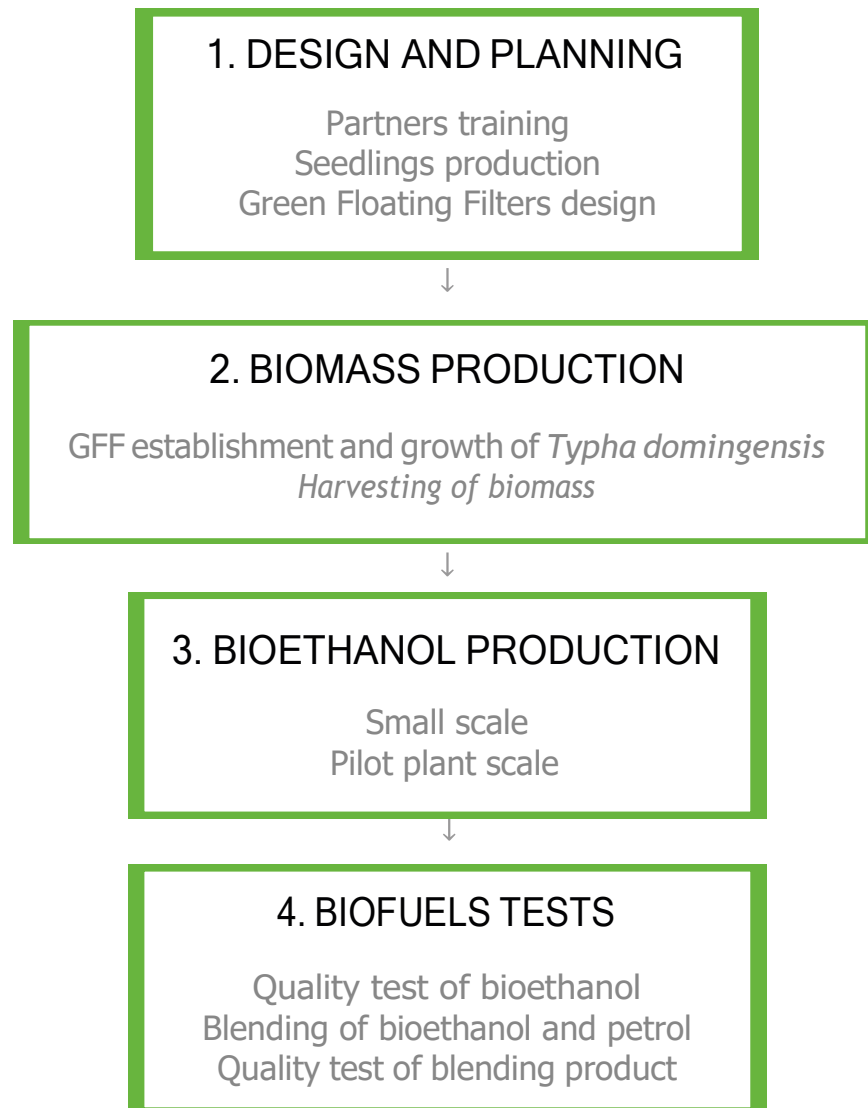 1. DESIGN AND PLANNING
Partners training
Seedlings production
Green Floating Filters design
↓
2. BIOMASS PRODUCTION
GFF establishment and growth of Typha domingensis
Harvesting of biomass
↓
3. BIOETHANOL PRODUCTION
Small scale
Pilot plant scale
↓
4. BIOFUELS TESTS
Quality test of bioethanol
Blending of bioethanol and petrol
Quality test of blending product